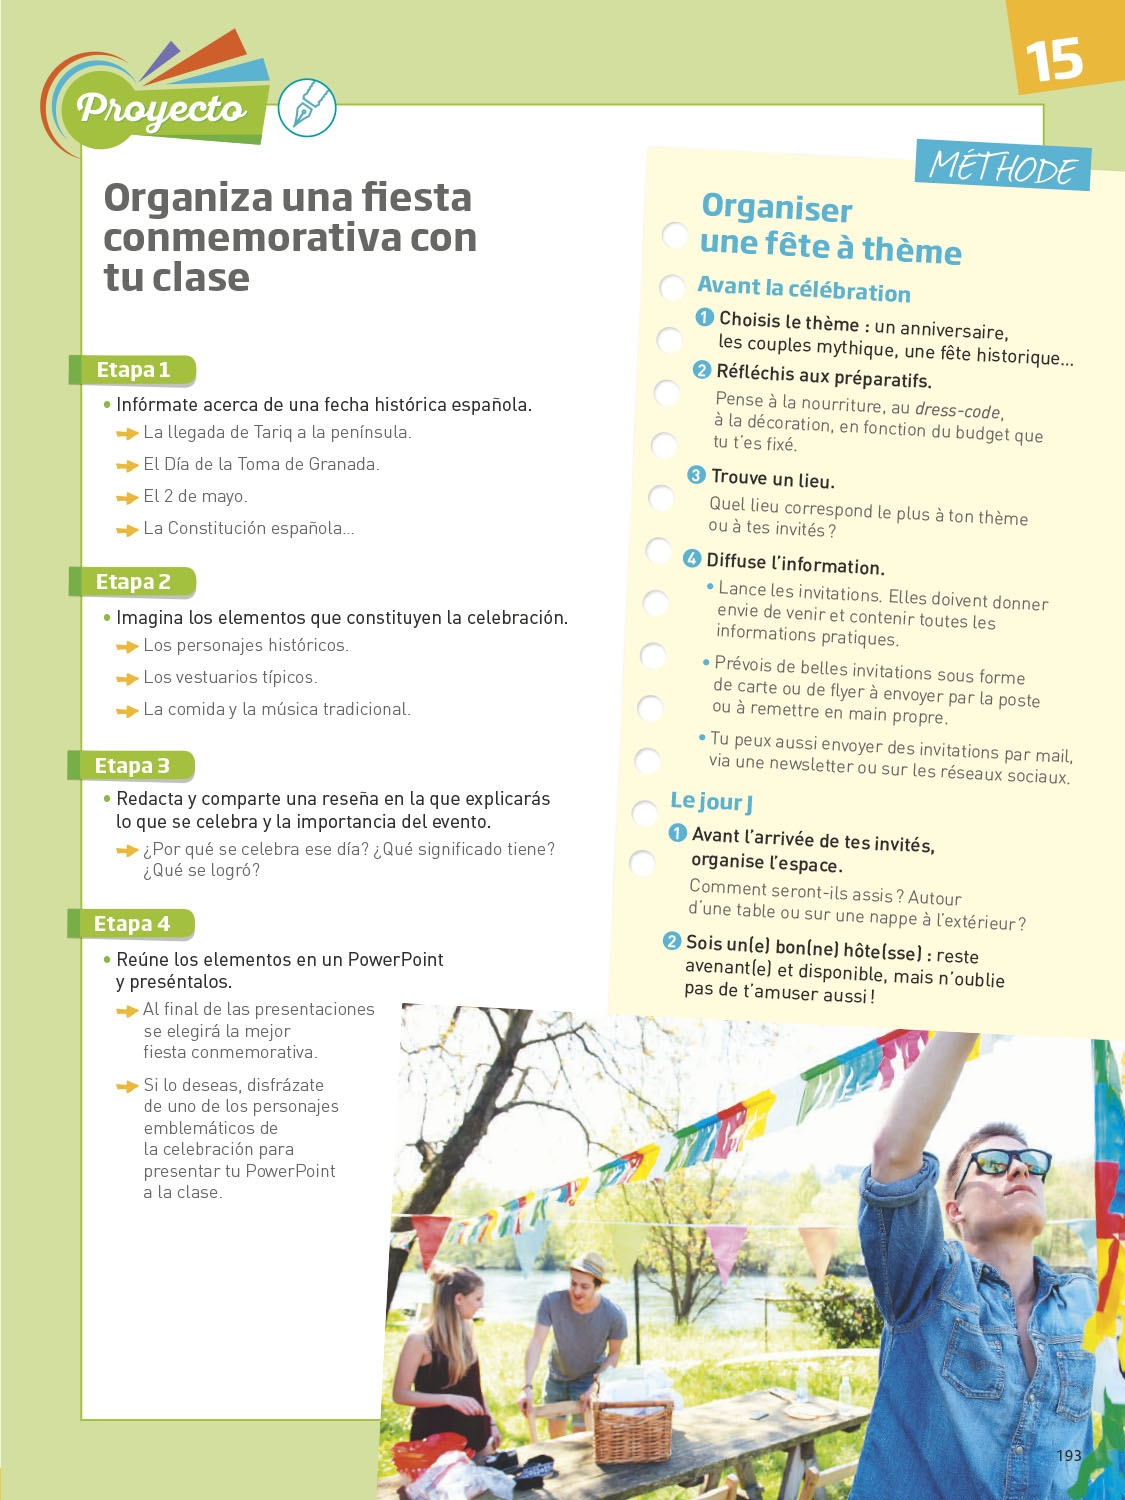 15
Proyecto
Organiza una fiesta
conmemorativa con
tu clase
Etapa 1
• Infórmate acerca de una fecha histórica española.
La llegada de Tariq a la península.
El Día de la Toma de Granada.
El 2 de mayo.
La Constitución española...
Etapa 2
• Imagina los elementos que constituyen la celebración.
Los personajes históricos.
Los vestuarios típicos.
La comida y la música tradicional.
Etapa 3
• Redacta y comparte una reseña en la que explicarás
lo que se celebra y la importancia del evento.
¿Por qué se celebra ese día? ¿Qué significado tiene?
¿Qué se logró?
Etapa 4
• Reúne los elementos en un PowerPoint
y preséntalos.
Al final de las presentaciones
se elegirá la mejor
fiesta conmemorativa.
Si lo deseas, disfrázate
de uno de los personajes
emblemáticos de
la celebración para
presentar tu PowerPoint
a la clase.
MÉTHODE
Organiser
une fête à thème
Avant la célébration
1 Choisis le thème : un anniversaire,
les couples mythique, une fête historique...
2 Réfléchis aux préparatifs.
Pense à la nourriture, au dress-code,
à la décoration, en fonction du budget que
tu t'es fixé.
3 Trouve un lieu.
Quel lieu correspond le plus à ton thème
ou à tes invités ?
4 Diffuse l'information.
• Lance les invitations. Elles doivent donner
envie de venir et contenir toutes les
informations pratiques.
• Prévois de belles invitations sous forme
de carte ou de flyer à envoyer par la poste
ou à remettre en main propre.
• Tu peux aussi envoyer des invitations par mail,
via une newsletter ou sur les réseaux sociaux.
Le jour J
1 Avant l'arrivée de tes invités,
organise l'espace.
Comment seront-ils assis ? Autour
d'une table ou sur une nappe à l'extérieur ?
2 Sois un(e) bon(ne) hôte(sse) : reste
avenant(e) et disponible, mais n'oublie
pas de t'amuser aussi !
193